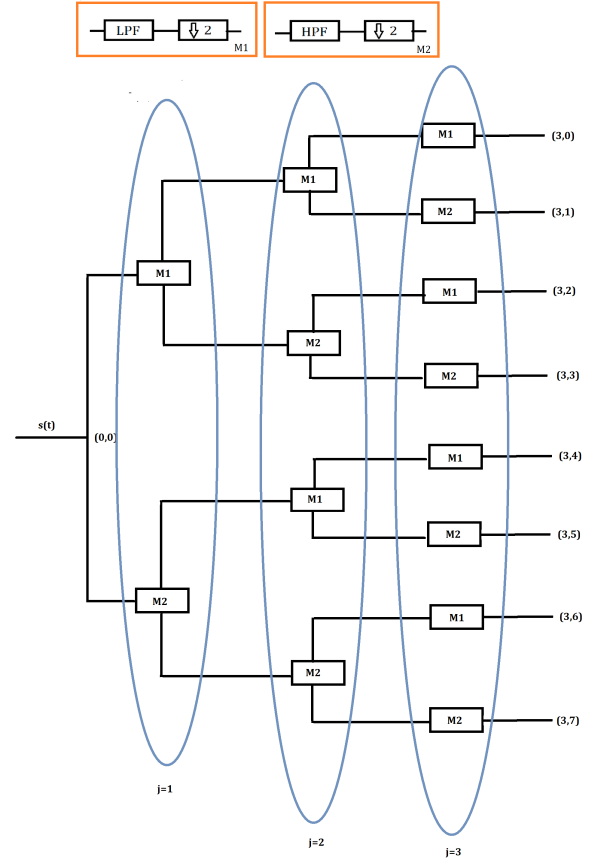 LPF ⇩ 2 M1
HPF ⇩ 2 M2
M1 (3,0)
M1
M2 (3,1)
M1
M1 (3,2)
M2
M2 (3,3)
s(t)
(0,0)
M1 (3,4)
M1
M2 (3,5)
M2
M1 (3,6)
M2
M2 (3,7)
j=1
j=2
j=3